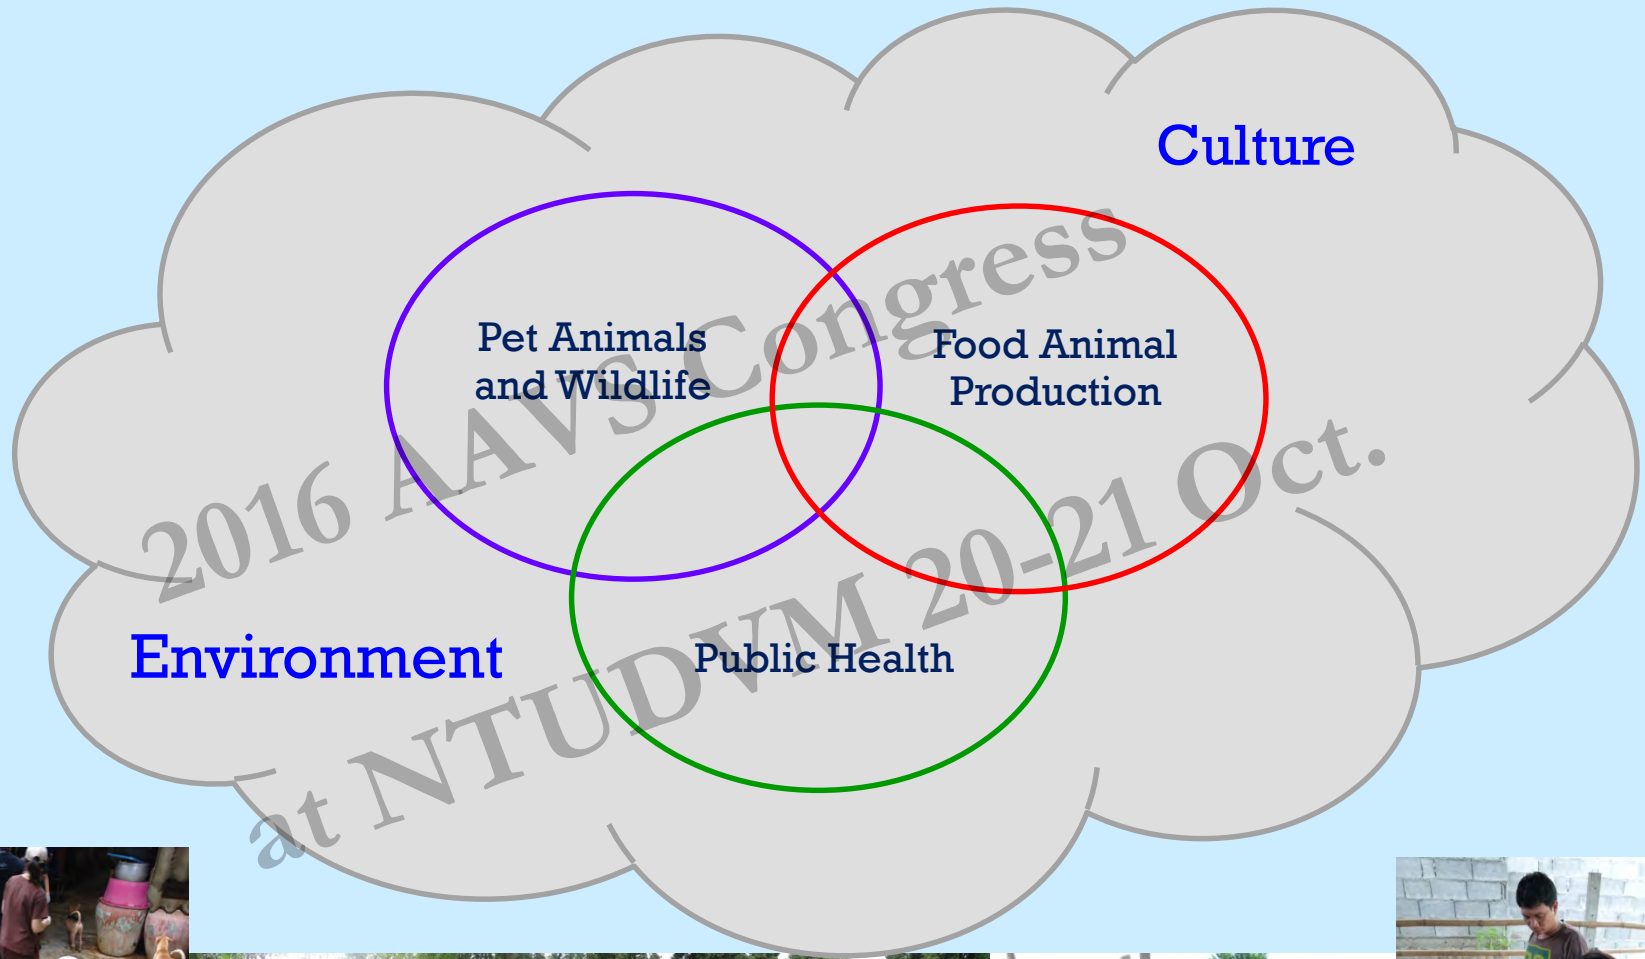 Culture
Pet Animals
and Wildlife
Food Animal
Production
2016 AAVS Congress
at NTUDVM 20-21 Oct.
Environment
Public Health